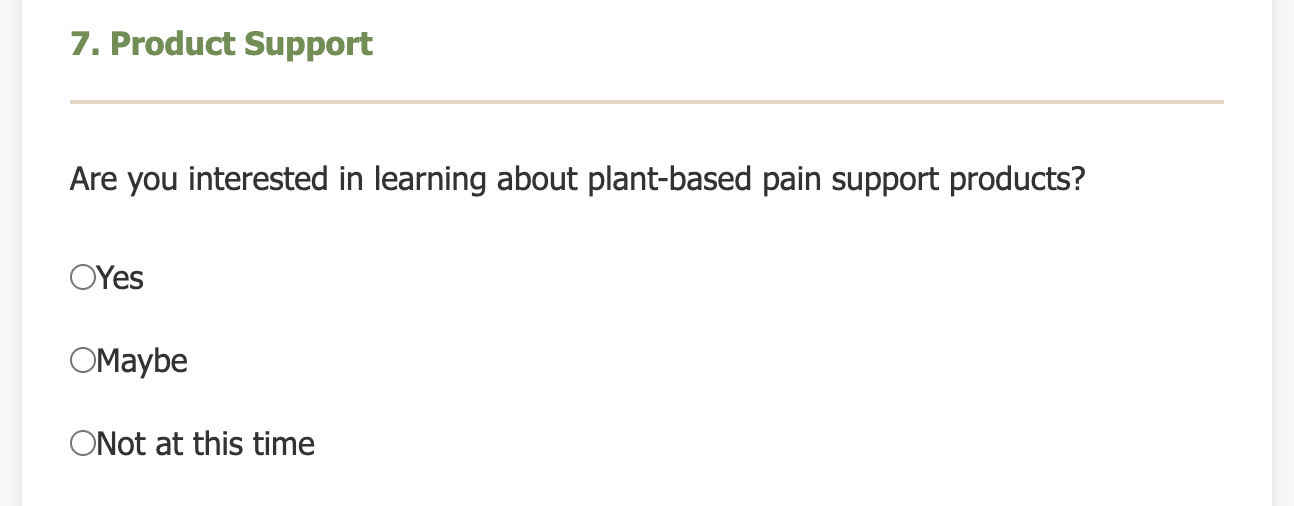 7. Product Support
Are you interested in learning about plant-based pain support products?
Yes
Maybe
Not at this time